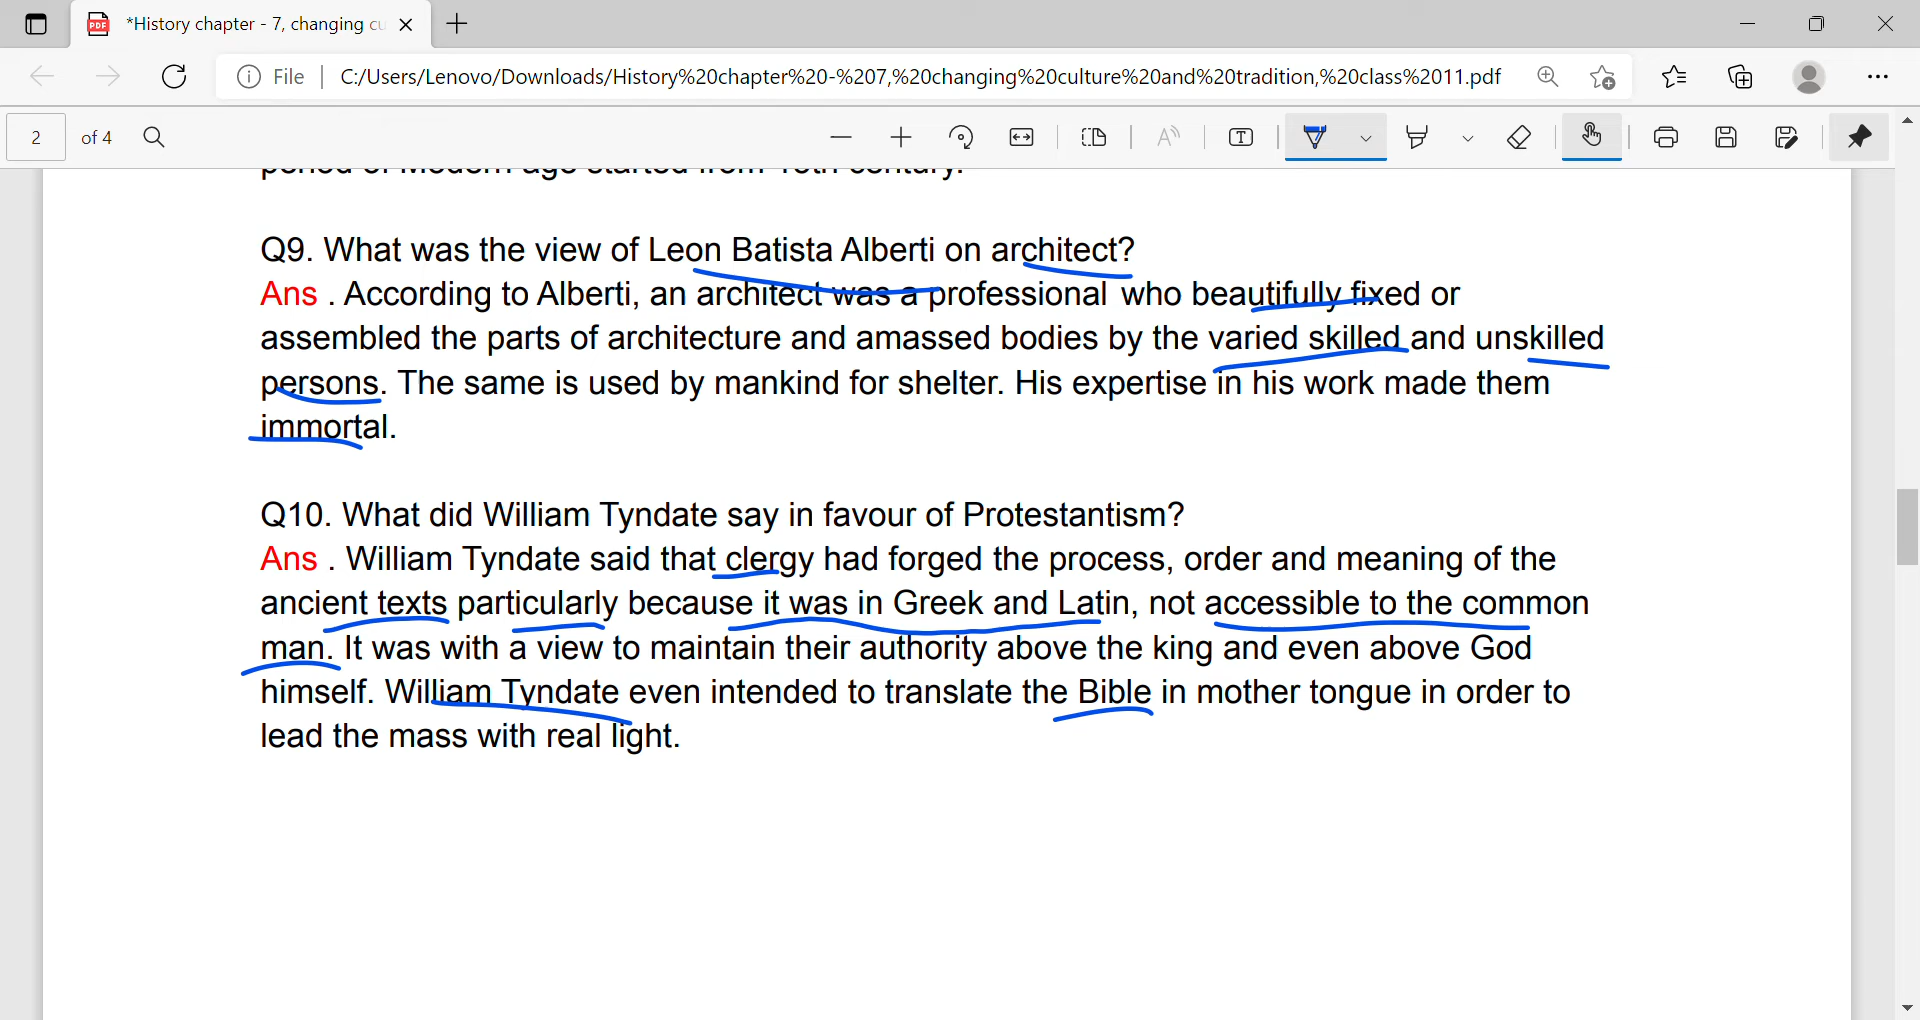 *History chapter - 7, changing cu
File
C:/Users/Lenovo/Downloads/History%20chapter%20-%207,%20changing%20culture%20and%20tradition,%20class%2011.pdf
2 of 4
period of Modern age started from 16th century.
Q9. What was the view of Leon Batista Alberti on architect?
Ans . According to Alberti, an architect was a professional who beautifully fixed or
assembled the parts of architecture and amassed bodies by the varied skilled and unskilled
persons. The same is used by mankind for shelter. His expertise in his work made them
immortal.
Q10. What did William Tyndate say in favour of Protestantism?
Ans . William Tyndate said that clergy had forged the process, order and meaning of the
ancient texts particularly because it was in Greek and Latin, not accessible to the common
man. It was with a view to maintain their authority above the king and even above God
himself. William Tyndate even intended to translate the Bible in mother tongue in order to
lead the mass with real light.